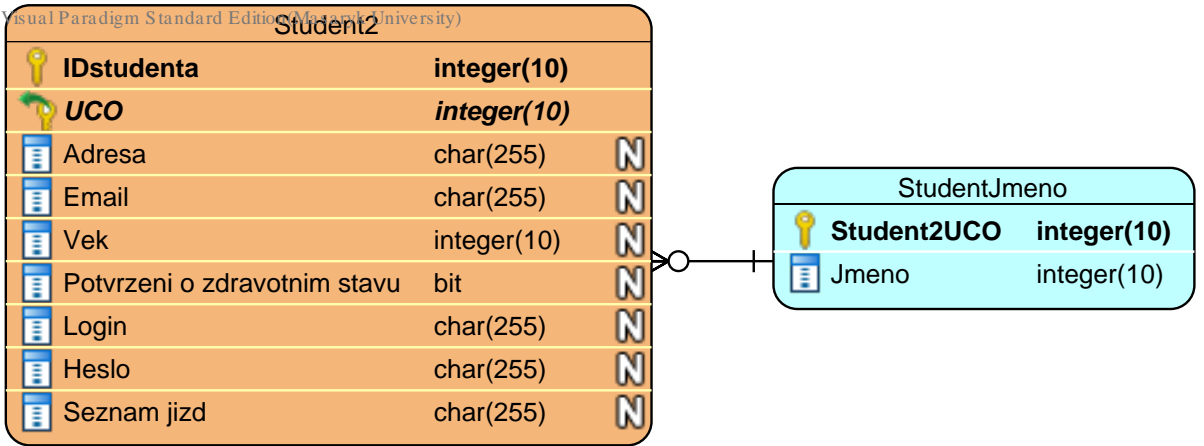 Visual Paradigm Standard Edition(Masaryk University)
Student2
IDstudenta integer(10)
UCO integer(10)
Adresa char(255) N
Email char(255) N
Vek integer(10) N
Potvrzeni o zdravotnim stavu bit N
Login char(255) N
Heslo char(255) N
Seznam jizd char(255) N
StudentJmeno
Student2UCO integer(10)
Jmeno integer(10)